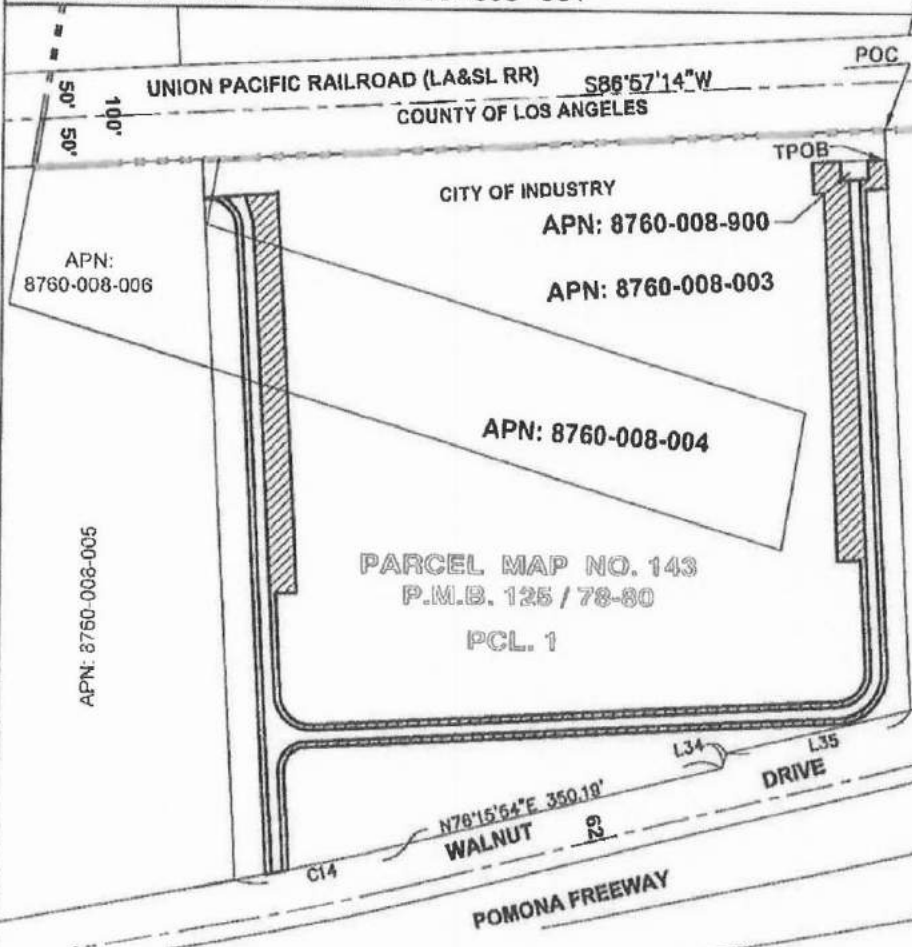 POC
UNION PACIFIC RAILROAD (LA&SL RR)
S86°57'14"W
50'
100'
50'
COUNTY OF LOS ANGELES
TPOB
CITY OF INDUSTRY
APN: 8760-008-900
APN:
8760-008-006
APN: 8760-008-003
APN: 8760-008-004
APN: 8760-008-005
PARCEL MAP NO. 143
P.M.B. 125 / 78-80
PCL. 1
L34
L35
DRIVE
N76°15'54"E 350.19'
62
WALNUT
C14
POMONA FREEWAY